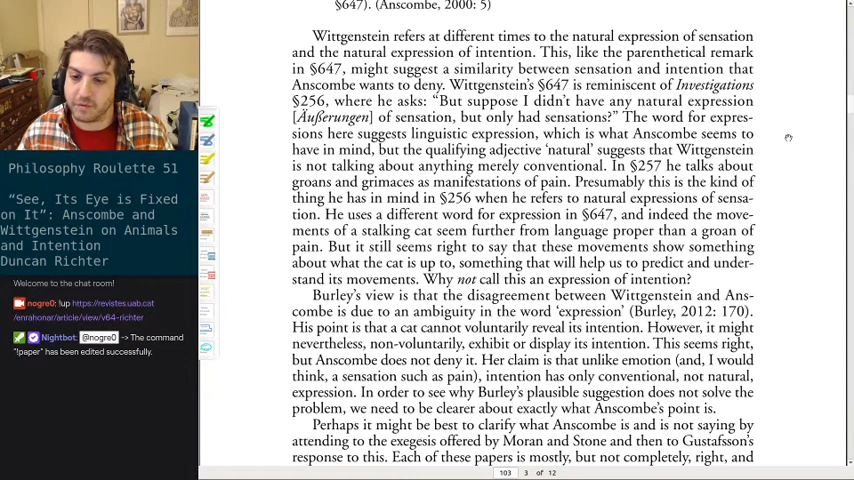 §647). (Anscombe, 2000: 5)
Wittgenstein refers at different times to the natural expression of sensation
and the natural expression of intention. This, like the parenthetical remark
in §647, might suggest a similarity between sensation and intention that
Anscombe wants to deny. Wittgenstein's §647 is reminiscent of Investigations
§256, where he asks: “But suppose I didn't have any natural expression
[Äußerungen] of sensation, but only had sensations?” The word for expres-
sions here suggests linguistic expression, which is what Anscombe seems to
have in mind, but the qualifying adjective ‘natural’ suggests that Wittgenstein
is not talking about anything merely conventional. In §257 he talks about
groans and grimaces as manifestations of pain. Presumably this is the kind of
thing he has in mind in §256 when he refers to natural expressions of sensa-
tion. He uses a different word for expression in §647, and indeed the move-
ments of a stalking cat seem further from language proper than a groan of
pain. But it still seems right to say that these movements show something
about what the cat is up to, something that will help us to predict and under-
stand its movements. Why not call this an expression of intention?
Burley's view is that the disagreement between Wittgenstein and Ans-
combe is due to an ambiguity in the word ‘expression’ (Burley, 2012: 170).
His point is that a cat cannot voluntarily reveal its intention. However, it might
nevertheless, non-voluntarily, exhibit or display its intention. This seems right,
but Anscombe does not deny it. Her claim is that unlike emotion (and, I would
think, a sensation such as pain), intention has only conventional, not natural,
expression. In order to see why Burley's plausible suggestion does not solve the
problem, we need to be clearer about exactly what Anscombe's point is.
Perhaps it might be best to clarify what Anscombe is and is not saying by
attending to the exegesis offered by Moran and Stone and then to Gustafsson's
response to this. Each of these papers is mostly, but not completely, right, and
103 3 of 12
Philosophy Roulette 51
“See, Its Eye is Fixed
on It”: Anscombe and
Wittgenstein on Animals
and Intention
Duncan Richter
Welcome to the chat room!
nogre0: !up https://revistes.uab.cat
/enrahonar/article/view/v64-richter
Nightbot: @nogre0 -> The command
"!paper" has been edited successfully.